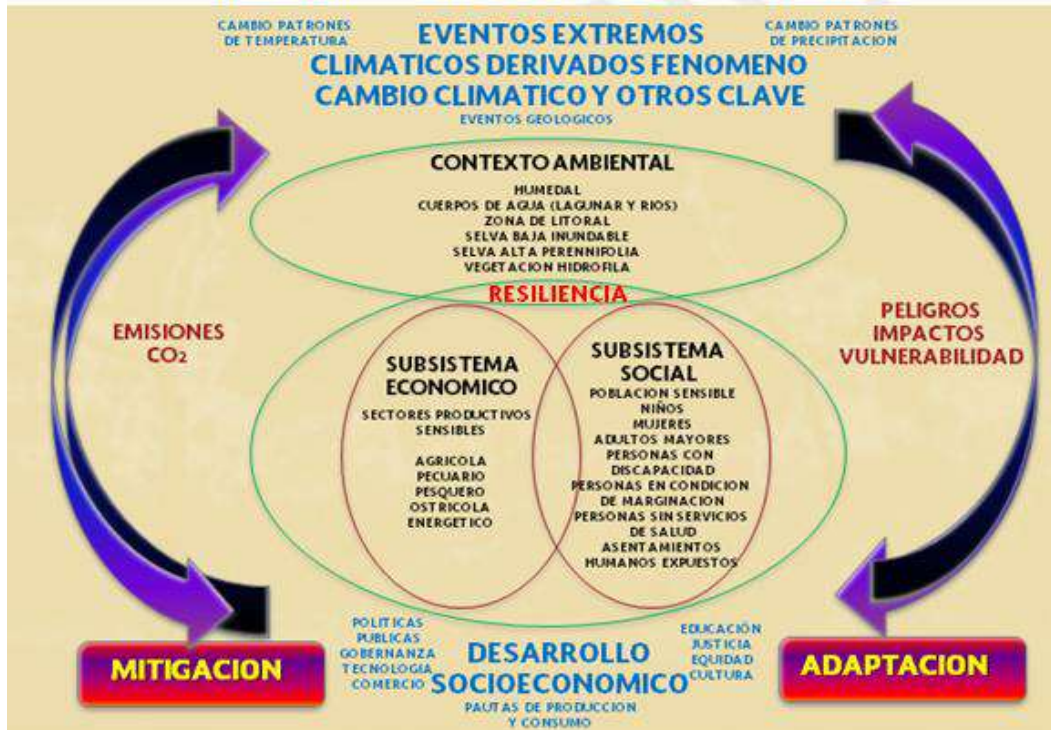 CAMBIO PATRONES
DE TEMPERATURA
EVENTOS EXTREMOS
CLIMATICOS DERIVADOS FENOMENO
CAMBIO CLIMATICO Y OTROS CLAVE
EVENTOS GEOLOGICOS
CAMBIO PATRONES
DE PRECIPITACION
CONTEXTO AMBIENTAL
HUMEDAL
CUERPOS DE AGUA (LAGUNAR Y RIOS)
ZONA DE LITORAL
SELVA BAJA INUNDABLE
SELVA ALTA PERENNIFOLIA
VEGETACION HIDROFILA
RESILIENCIA
EMISIONES
CO₂
SUBSISTEMA
ECONOMICO
SECTORES PRODUCTIVOS
SENSIBLES
AGRICOLA
PECUARIO
PESQUERO
OSTRICOLA
ENERGETICO
SUBSISTEMA
SOCIAL
POBLACION SENSIBLE
NIÑOS
MUJERES
ADULTOS MAYORES
PERSONAS CON
DISCAPACIDAD
PERSONAS EN CONDICION
DE MARGINACION
PERSONAS SIN SERVICIOS
DE SALUD
ASENTAMIENTOS
HUMANOS EXPUESTOS
PELIGROS
IMPACTOS
VULNERABILIDAD
MITIGACION
POLITICAS
PUBLICAS
GOBERNANZA
TECNOLOGIA
COMERCIO
DESARROLLO
SOCIOECONOMICO
PAUTAS DE PRODUCCION
Y CONSUMO
EDUCACIÓN
JUSTICIA
EQUIDAD
CULTURA
ADAPTACION